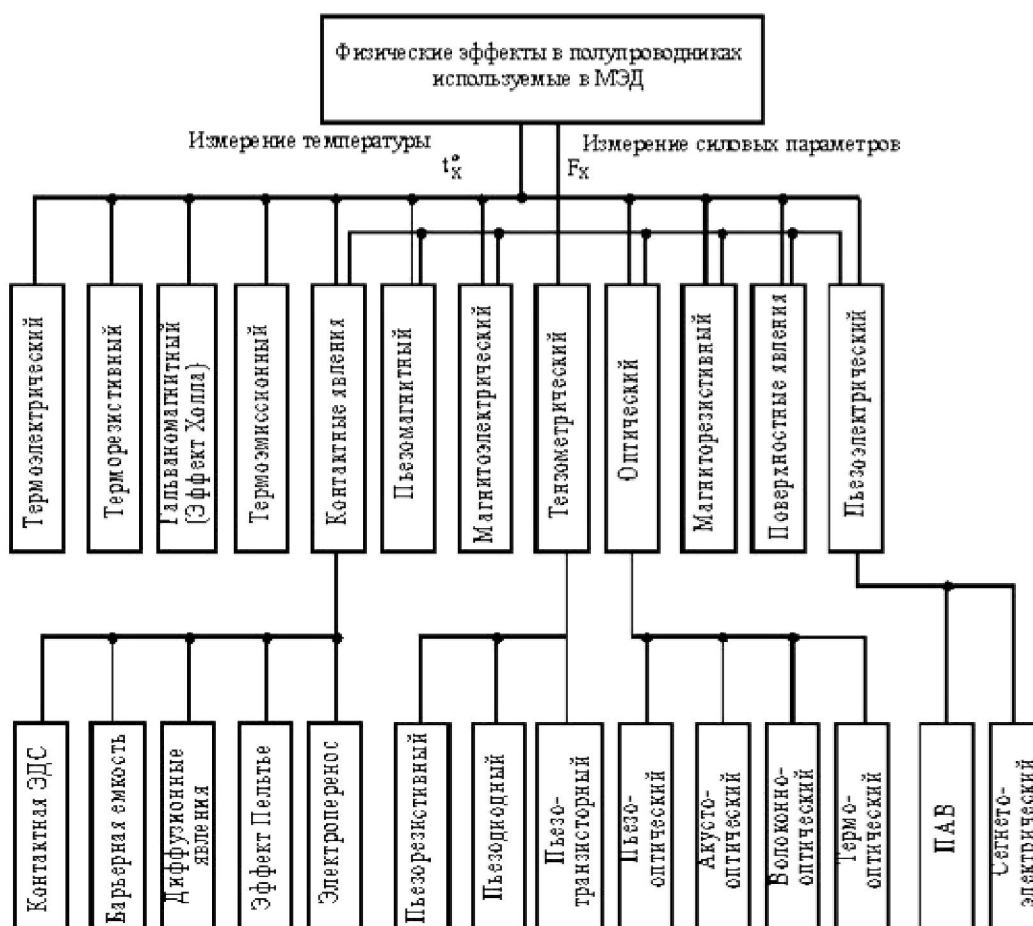 Физические эффекты в полупроводниках
используемые в МЭД
Измерение температуры
t°x
Измерение силовых параметров
Fx
Термоэлектрический
Терморезистивный
Гальваномагнитный
(Эффект Холла)
Термоэмиссионный
Контактные явления
Пьезомагнитный
Магнитоэлектрический
Тензометрический
Оптический
Магниторезистивный
Поверхностные явления
Пьезоэлектрический
Контактная ЭДС
Барьерная емкость
Диффузионные
явления
Эффект Пельтье
Электроперенос
Пьезорезистивный
Пьезодиодный
Пьезо-
транзисторный
Пьезо-
оптический
Акусто-
оптический
Волоконно-
оптический
Термо-
оптический
ПАВ
Сегнето-
электрический